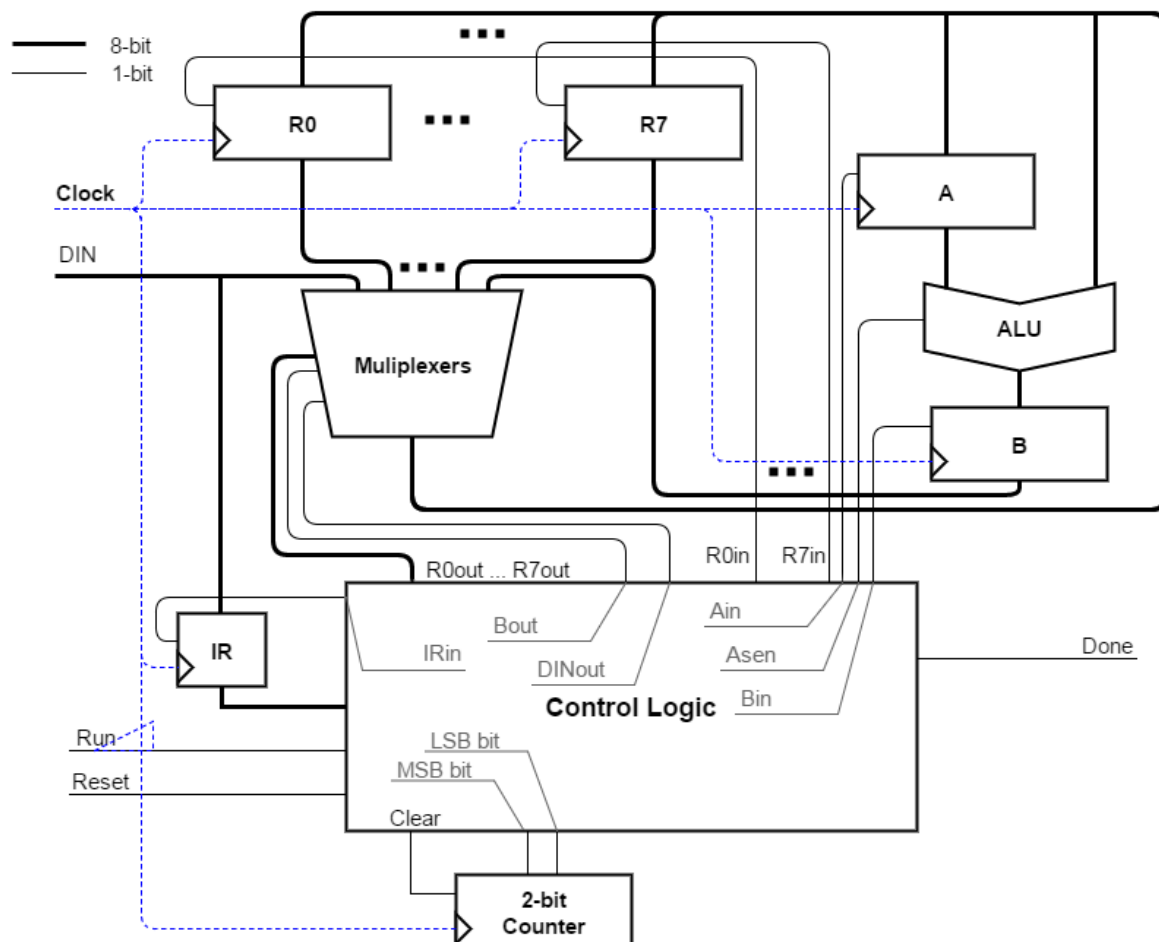 8-bit
1-bit
R0
R7
A
Clock
DIN
ALU
Muliplexers
B
R0out ... R7out
R0in
R7in
Bout
Ain
IR
IRin
DINout
Asen
Done
Bin
Control Logic
Run
LSB bit
MSB bit
Reset
Clear
2-bit
Counter